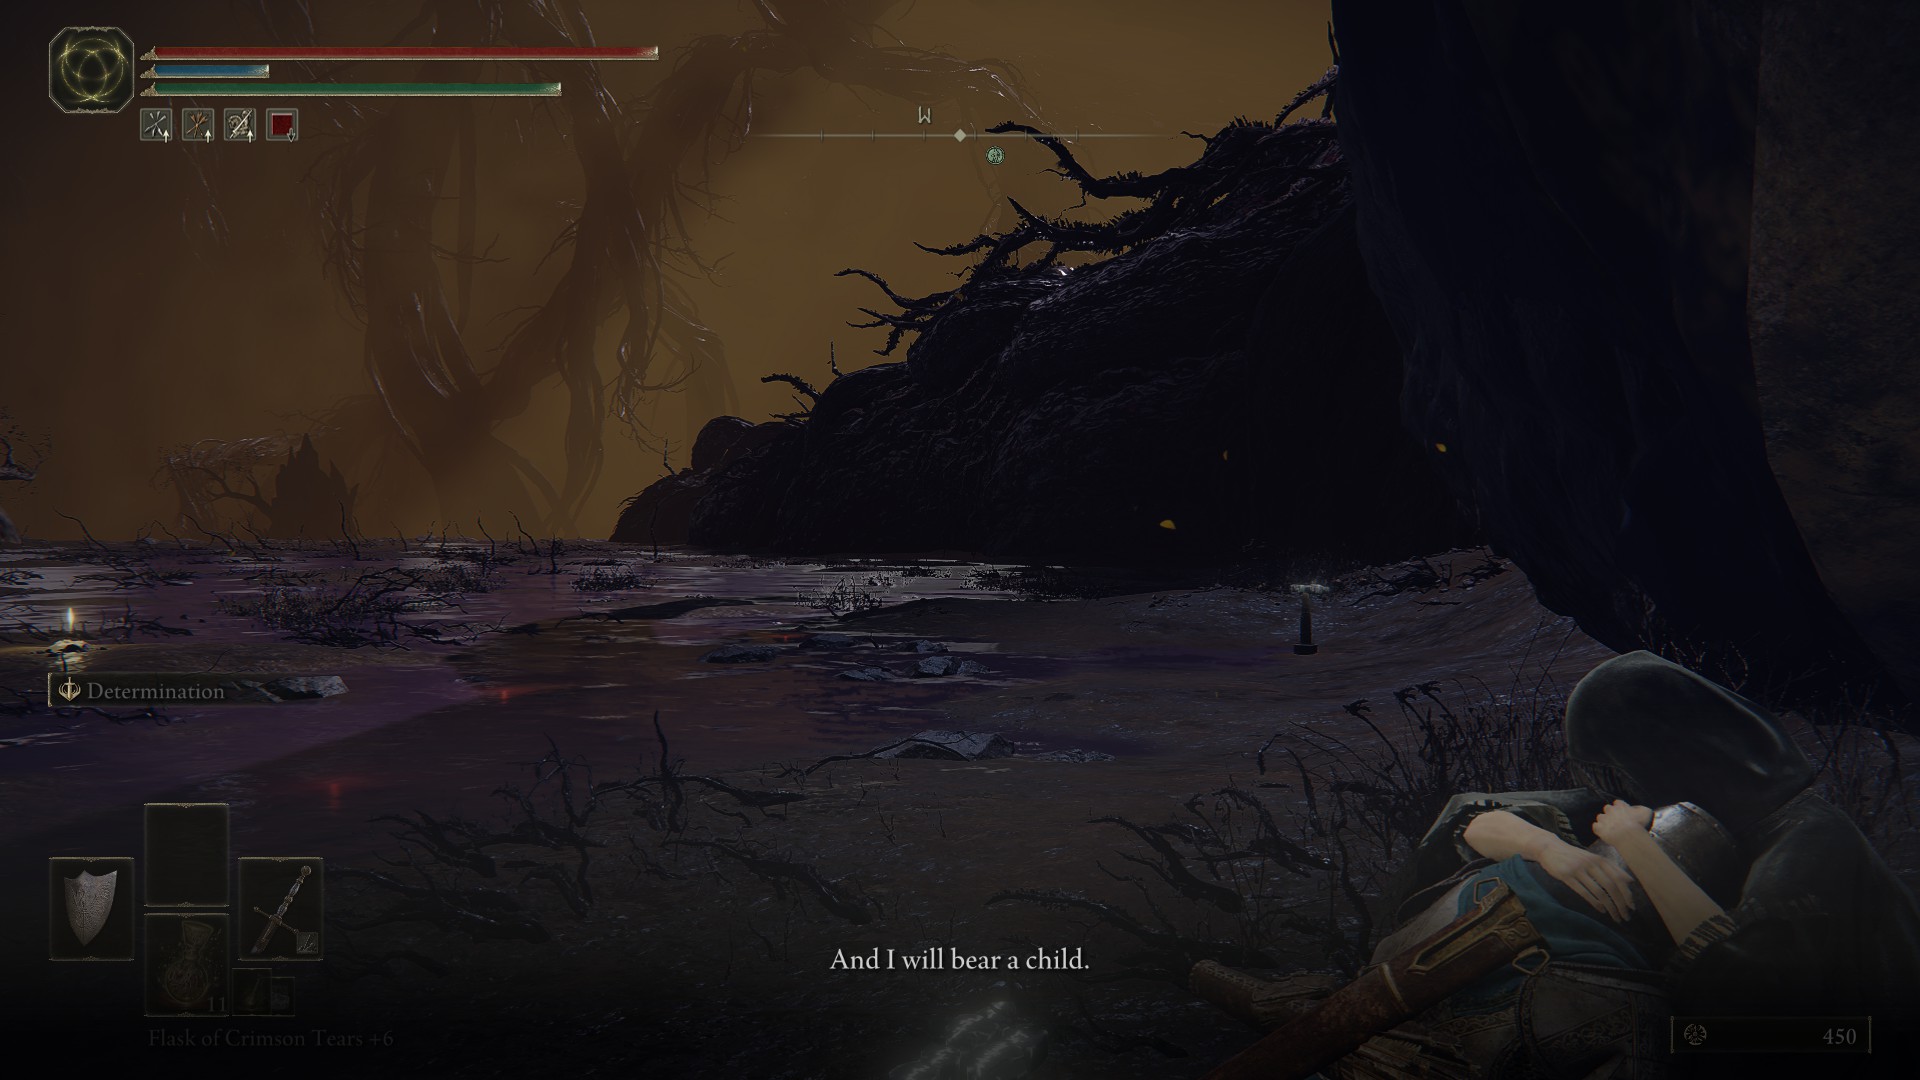 W
Determination
And I will bear a child.
11
Flask of Crimson Tears +6
450